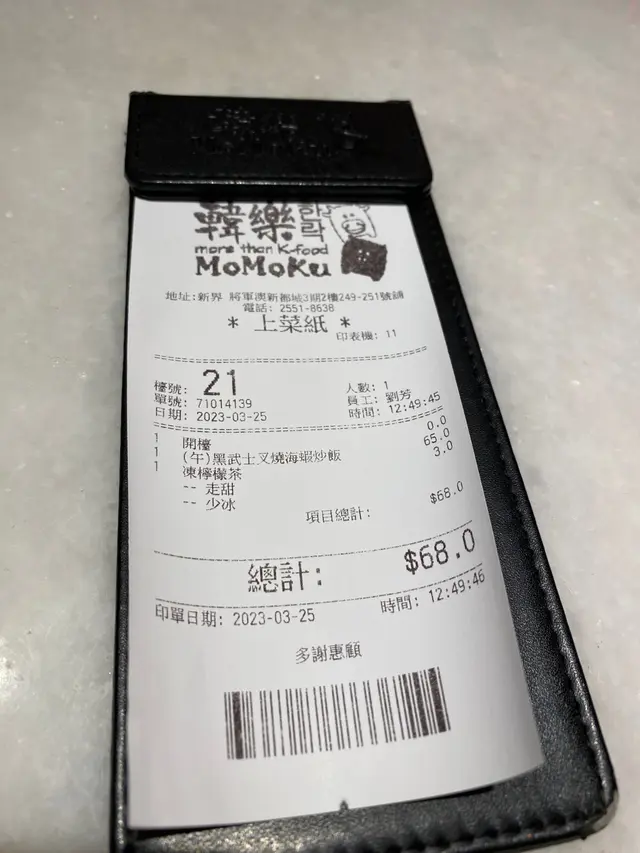 韓樂 하라
more than K-food
MoMoKu
地址:新界 將軍澳新都城3期2樓249-251號舖
電話: 2551-8638
* 上菜紙 *
印表機: 11
檯號: 21 人數: 1
單號: 71014139 員工: 劉芳
日期: 2023-03-25 時間: 12:49:45
1 開檯 0.0
1 (午)黑武士叉燒海蝦炒飯 65.0
1 凍檸檬茶 3.0
-- 走甜
-- 少冰
項目總計: $68.0
總計: $68.0
印單日期: 2023-03-25 時間: 12:49:46
多謝惠顧